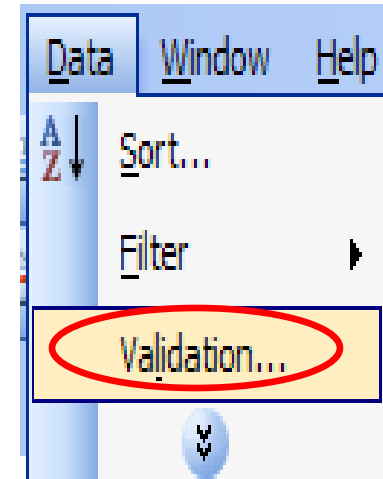 Data Window Help
A
Z
Sort...
Filter
Validation...